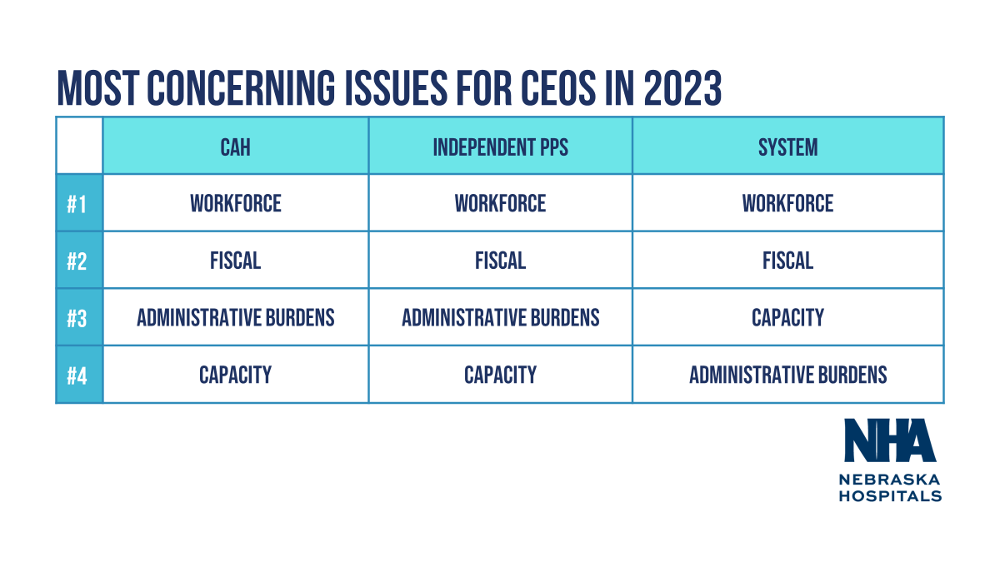 MOST CONCERNING ISSUES FOR CEOS IN 2023
CAH INDEPENDENT PPS SYSTEM
#1 WORKFORCE WORKFORCE WORKFORCE
#2 FISCAL FISCAL FISCAL
#3 ADMINISTRATIVE BURDENS ADMINISTRATIVE BURDENS CAPACITY
#4 CAPACITY CAPACITY ADMINISTRATIVE BURDENS
NHA
NEBRASKA
HOSPITALS